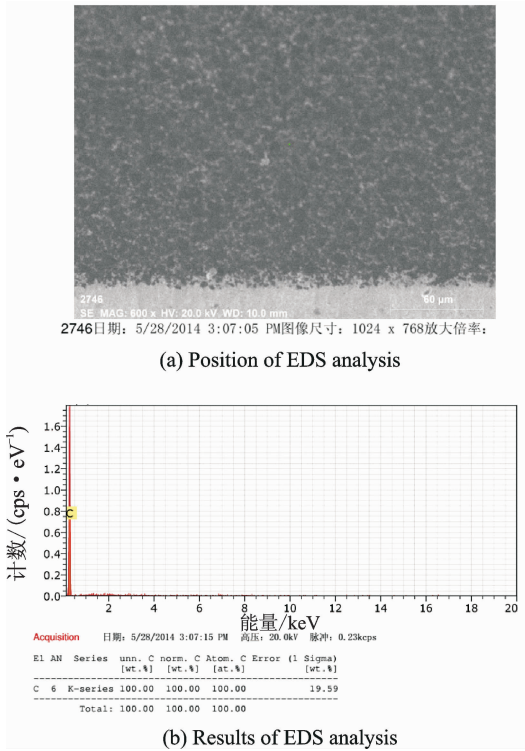 2746
SE MAG: 600 x HV: 20.0 kV WD: 10.0 mm
60 μm
2746日期: 5/28/2014 3:07:05 PM图像尺寸: 1024 x 768放大倍率:
(a) Position of EDS analysis
计数/(cps·eV⁻¹)
1.6
1.4
1.2
1.0
0.8
0.6
0.4
0.2
0.0
C
2 4 6 8 10 12 14 16 18 20
能量/keV
Acquisition 日期: 5/28/2014 3:07:15 PM 高压: 20.0kV 脉冲: 0.23kcps
El AN Series unn. C norm. C Atom. C Error (1 Sigma)
[wt.%] [wt.%] [at.%] [wt.%]
C 6 K-series 100.00 100.00 100.00 19.59
Total: 100.00 100.00 100.00
(b) Results of EDS analysis